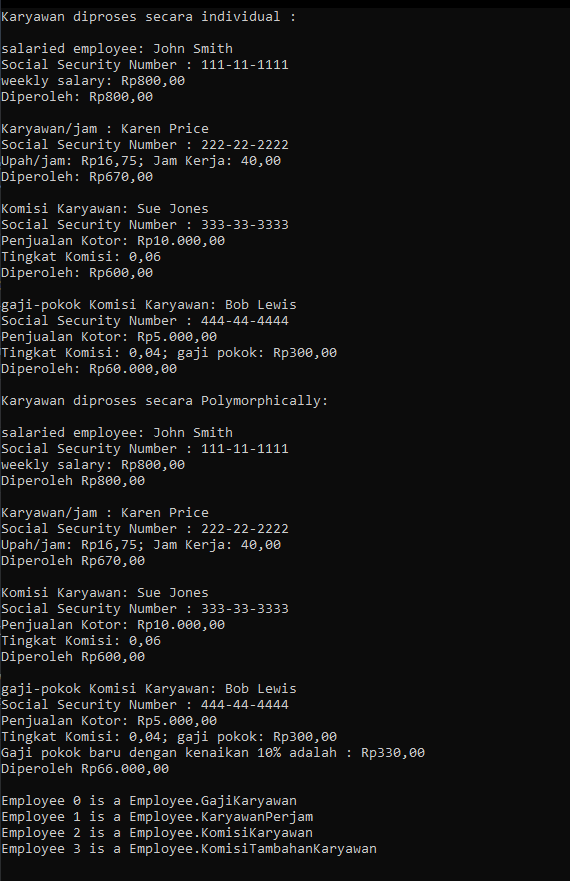 Karyawan diproses secara individual :
salaried employee: John Smith
Social Security Number : 111-11-1111
weekly salary: Rp800,00
Diperoleh: Rp800,00
Karyawan/jam : Karen Price
Social Security Number : 222-22-2222
Upah/jam: Rp16,75; Jam Kerja: 40,00
Diperoleh: Rp670,00
Komisi Karyawan: Sue Jones
Social Security Number : 333-33-3333
Penjualan Kotor: Rp10.000,00
Tingkat Komisi: 0,06
Diperoleh: Rp600,00
gaji-pokok Komisi Karyawan: Bob Lewis
Social Security Number : 444-44-4444
Penjualan Kotor: Rp5.000,00
Tingkat Komisi: 0,04; gaji pokok: Rp300,00
Diperoleh: Rp60.000,00
Karyawan diproses secara Polymorphically:
salaried employee: John Smith
Social Security Number : 111-11-1111
weekly salary: Rp800,00
Diperoleh Rp800,00
Karyawan/jam : Karen Price
Social Security Number : 222-22-2222
Upah/jam: Rp16,75; Jam Kerja: 40,00
Diperoleh Rp670,00
Komisi Karyawan: Sue Jones
Social Security Number : 333-33-3333
Penjualan Kotor: Rp10.000,00
Tingkat Komisi: 0,06
Diperoleh Rp600,00
gaji-pokok Komisi Karyawan: Bob Lewis
Social Security Number : 444-44-4444
Penjualan Kotor: Rp5.000,00
Tingkat Komisi: 0,04; gaji pokok: Rp300,00
Gaji pokok baru dengan kenaikan 10% adalah : Rp330,00
Diperoleh Rp66.000,00
Employee 0 is a Employee.GajiKaryawan
Employee 1 is a Employee.KaryawanPerjam
Employee 2 is a Employee.KomisiKaryawan
Employee 3 is a Employee.KomisiTambahanKaryawan